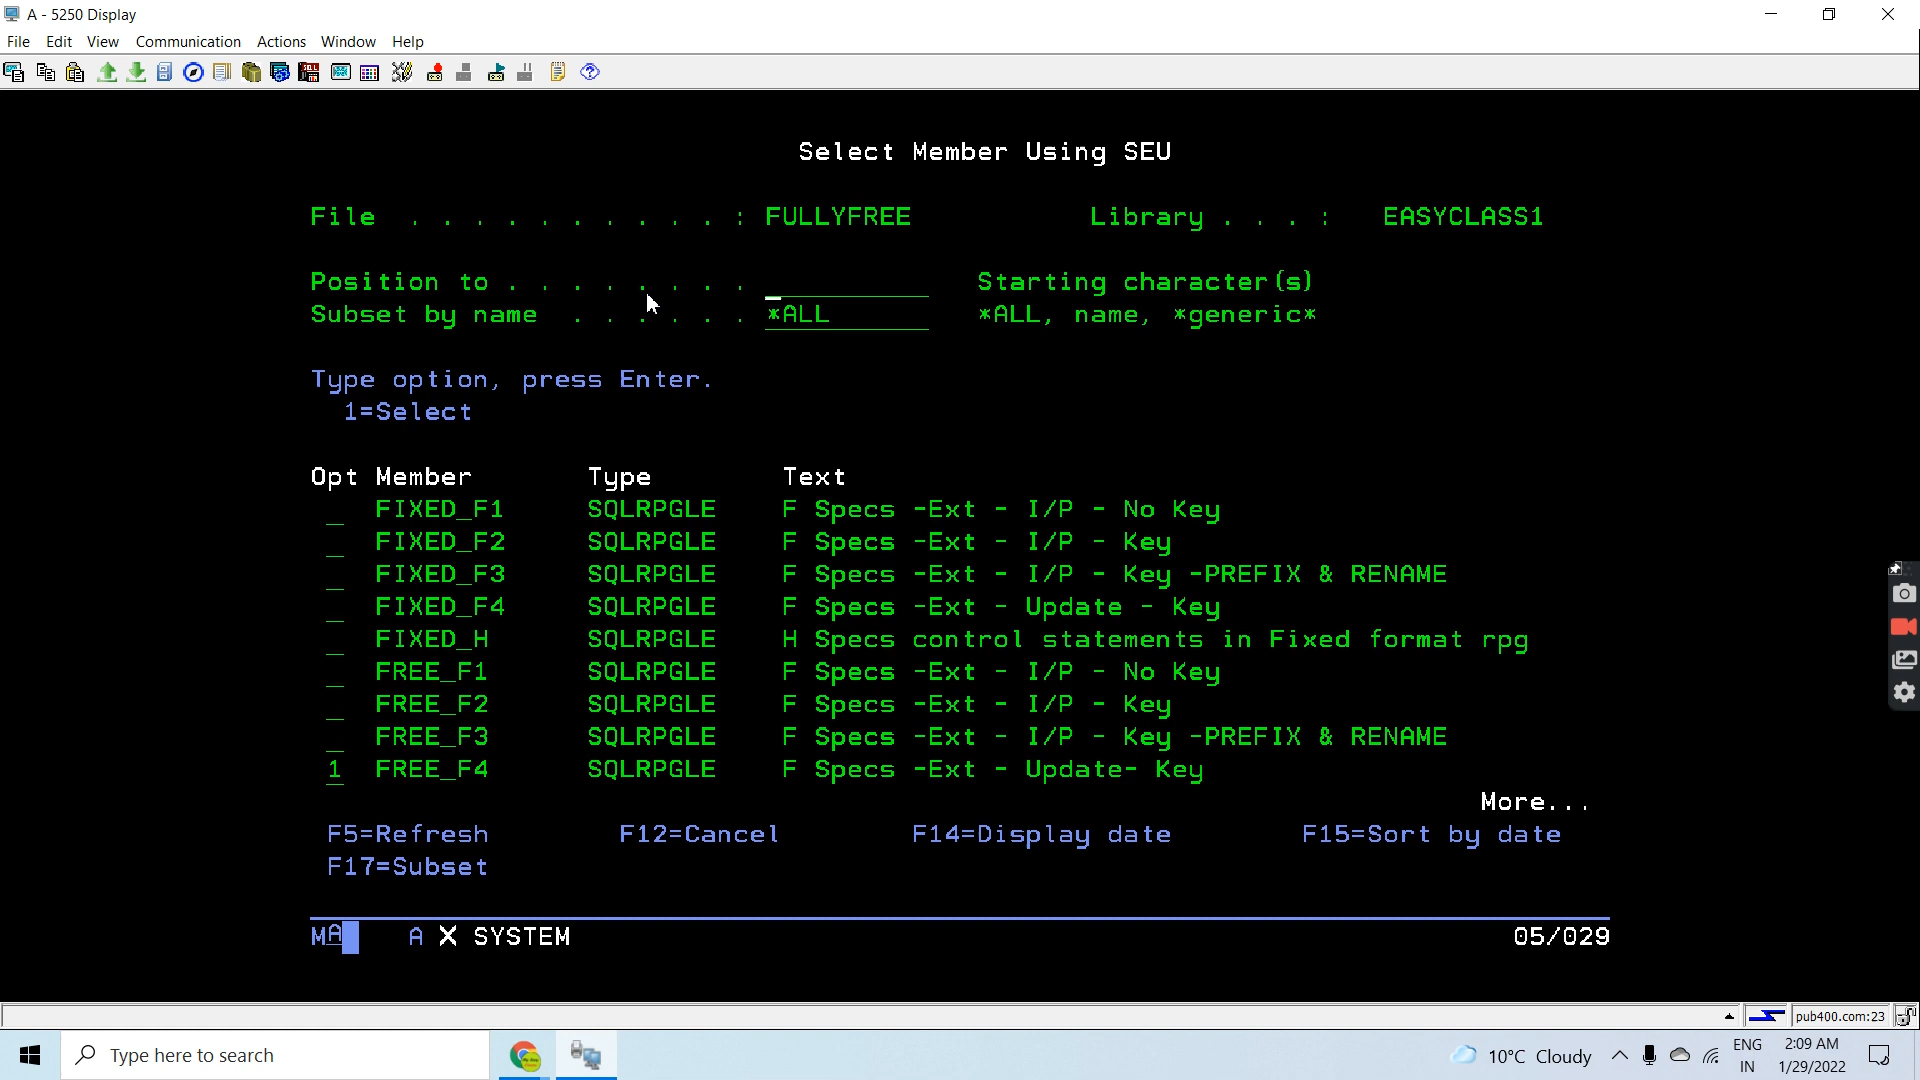 A - 5250 Display
File Edit View Communication Actions Window Help
Select Member Using SEU
File . . . . . . . . . . . : FULLYFREE Library . . . : EASYCLASS1
Position to . . . . . . . . Starting character(s)
Subset by name . . . . . . *ALL *ALL, name, *generic*
Type option, press Enter.
1=Select
Opt Member Type Text
_ FIXED_F1 SQLRPGLE F Specs -Ext - I/P - No Key
_ FIXED_F2 SQLRPGLE F Specs -Ext - I/P - Key
_ FIXED_F3 SQLRPGLE F Specs -Ext - I/P - Key -PREFIX & RENAME
_ FIXED_F4 SQLRPGLE F Specs -Ext - Update - Key
_ FIXED_H SQLRPGLE H Specs control statements in Fixed format rpg
_ FREE_F1 SQLRPGLE F Specs -Ext - I/P - No Key
_ FREE_F2 SQLRPGLE F Specs -Ext - I/P - Key
_ FREE_F3 SQLRPGLE F Specs -Ext - I/P - Key -PREFIX & RENAME
1 FREE_F4 SQLRPGLE F Specs -Ext - Update- Key
More...
F5=Refresh F12=Cancel F14=Display date F15=Sort by date
F17=Subset
MA A X SYSTEM 05/029
pub400.com:23
Type here to search
10°C Cloudy
ENG
IN
2:09 AM
1/29/2022